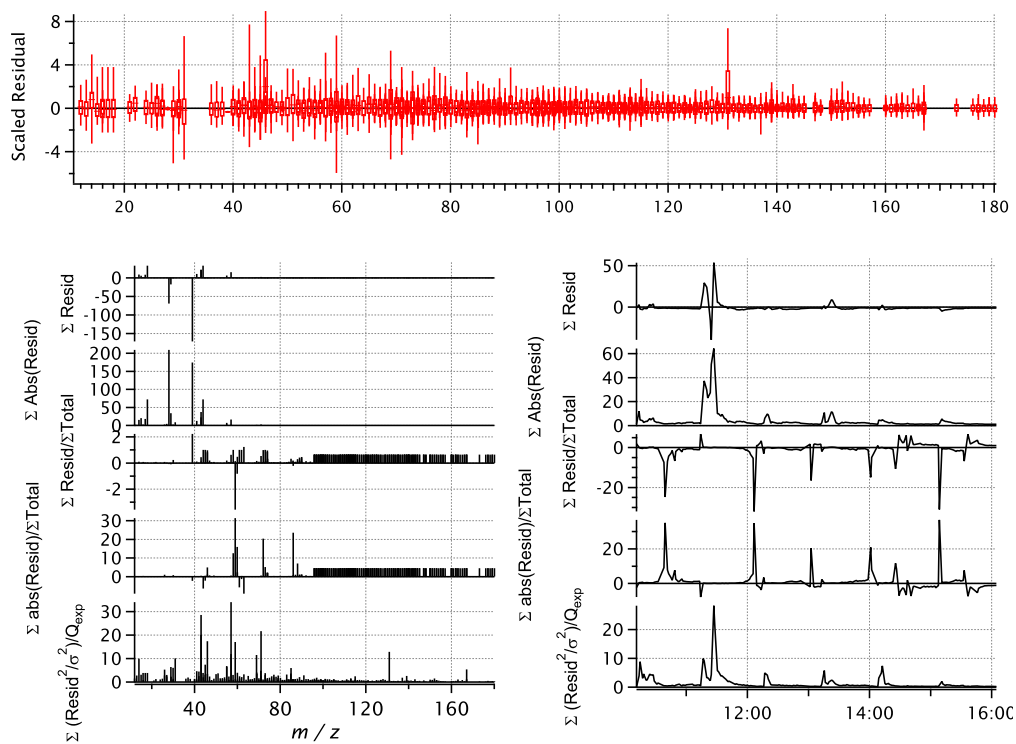 Scaled Residual
8
4
0
-4
20 40 60 80 100 120 140 160 180
Σ Resid
0
-50
-100
-150
Σ Abs(Resid)
200
150
100
50
0
Σ Resid/ΣTotal
2
0
-2
Σ abs(Resid)/ΣTotal
30
20
10
0
Σ (Resid²/σ²)/Qexp
30
20
10
0
40 80 120 160
m / z
Σ Resid
50
0
Σ Abs(Resid)
60
40
20
0
Σ Resid/ΣTotal
0
-20
Σ abs(Resid)/ΣTotal
20
0
Σ (Resid²/σ²)/Qexp
20
10
0
12:00 14:00 16:00